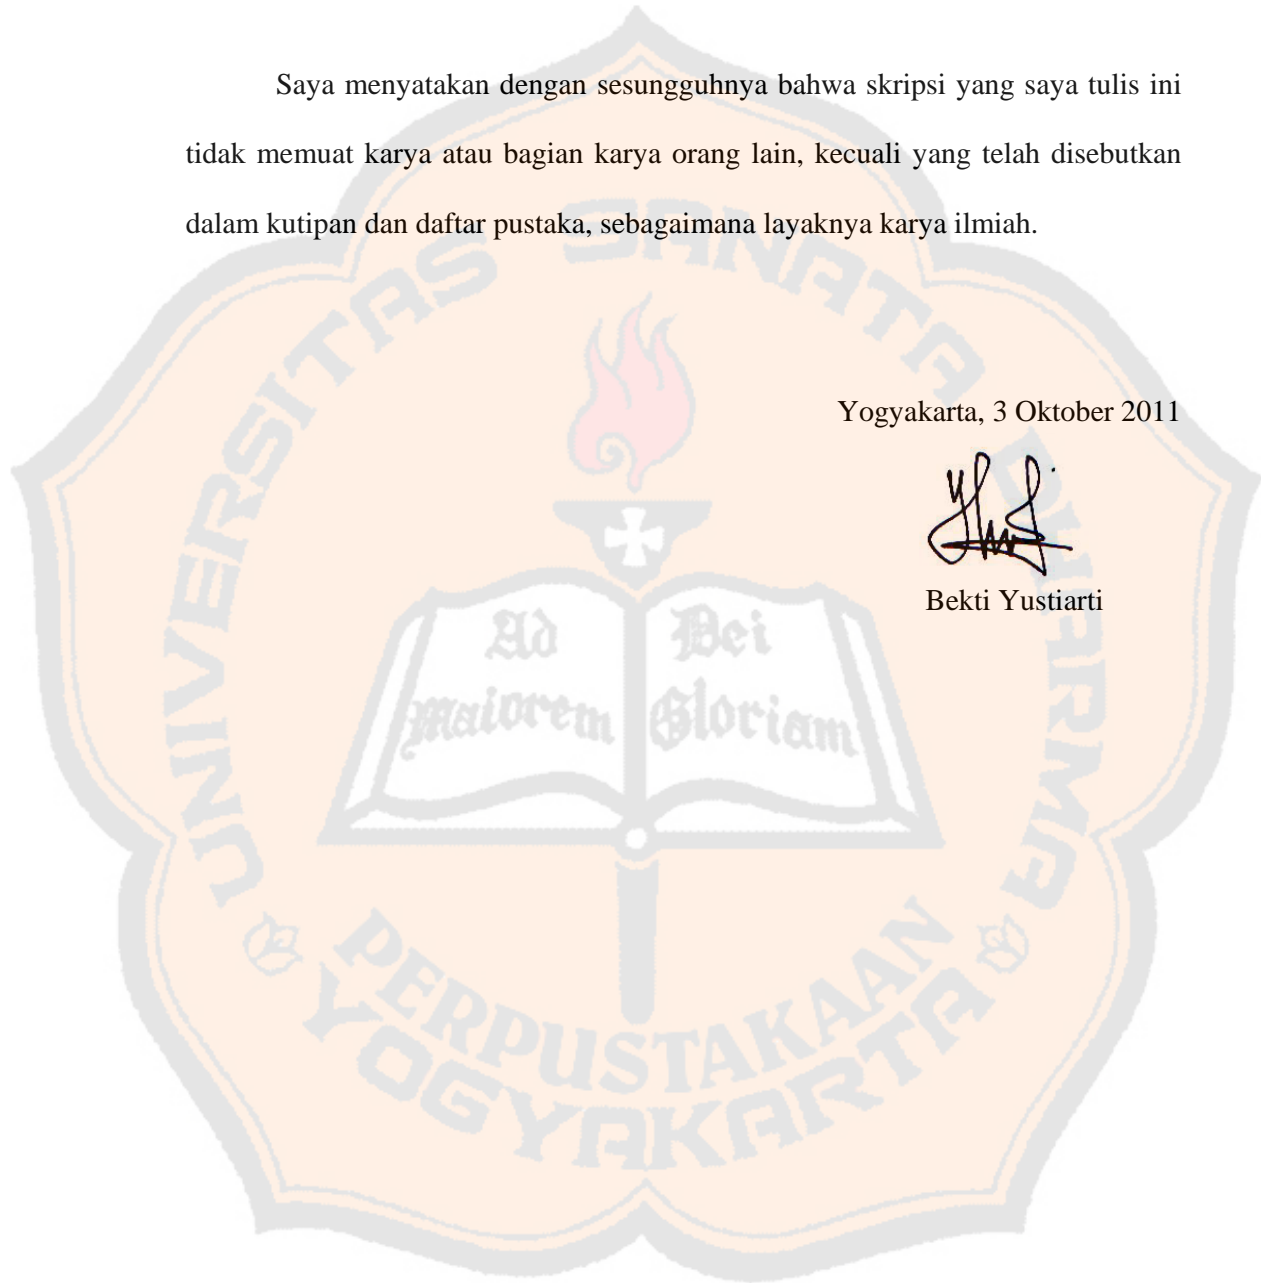 Saya menyatakan dengan sesungguhnya bahwa skripsi yang saya tulis ini
tidak memuat karya atau bagian karya orang lain, kecuali yang telah disebutkan
dalam kutipan dan daftar pustaka, sebagaimana layaknya karya ilmiah.
UNIVERSITAS SANATA DHARMA
Yogyakarta, 3 Oktober 2011
Bekti Yustiarti
Ad Dei
maiorem Gloriam
PERPUSTAKAAN
YOGYAKARTA